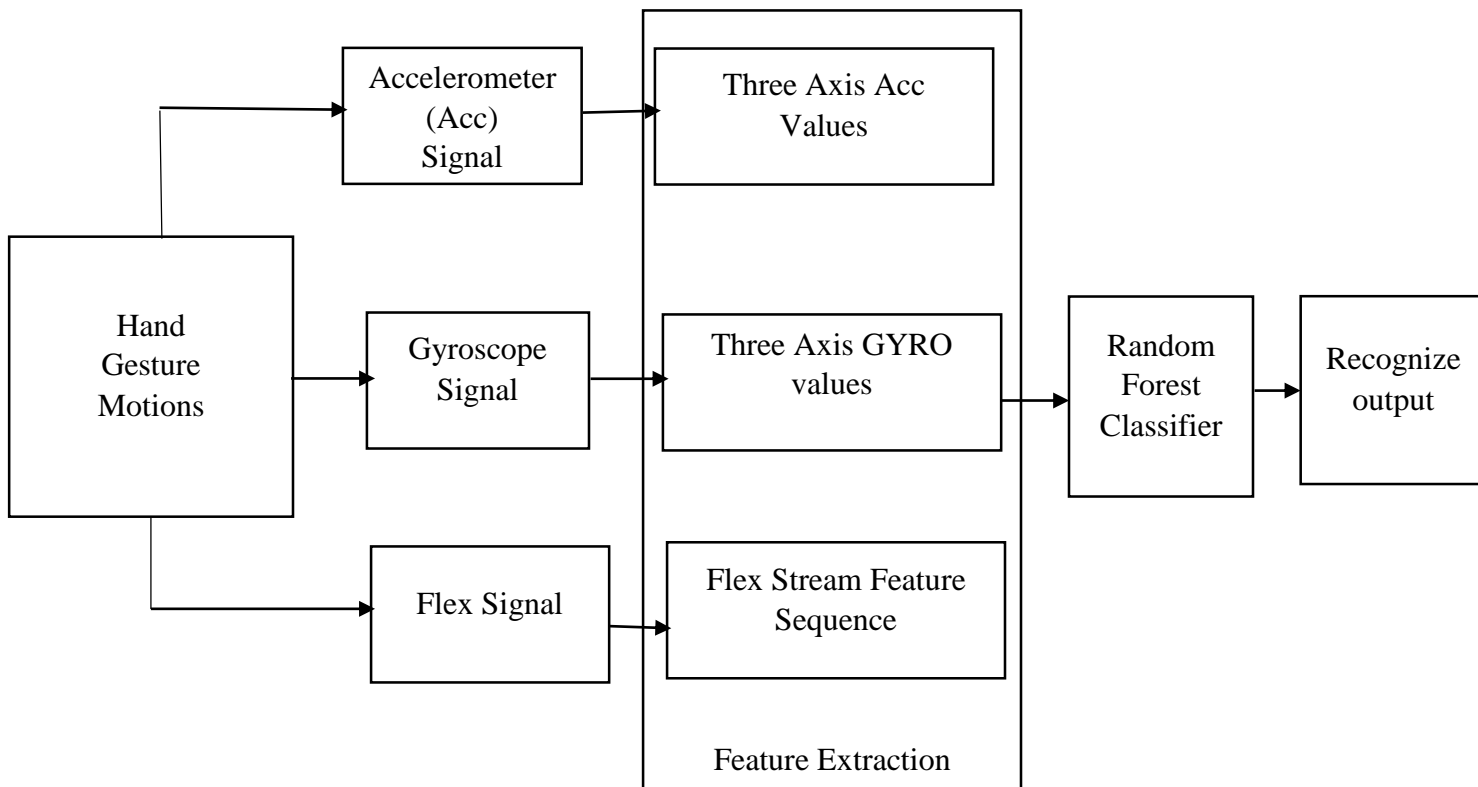 Hand
Gesture
Motions
Accelerometer
(Acc)
Signal
Three Axis Acc
Values
Gyroscope
Signal
Three Axis GYRO
values
Flex Signal
Flex Stream Feature
Sequence
Feature Extraction
Random
Forest
Classifier
Recognize
output